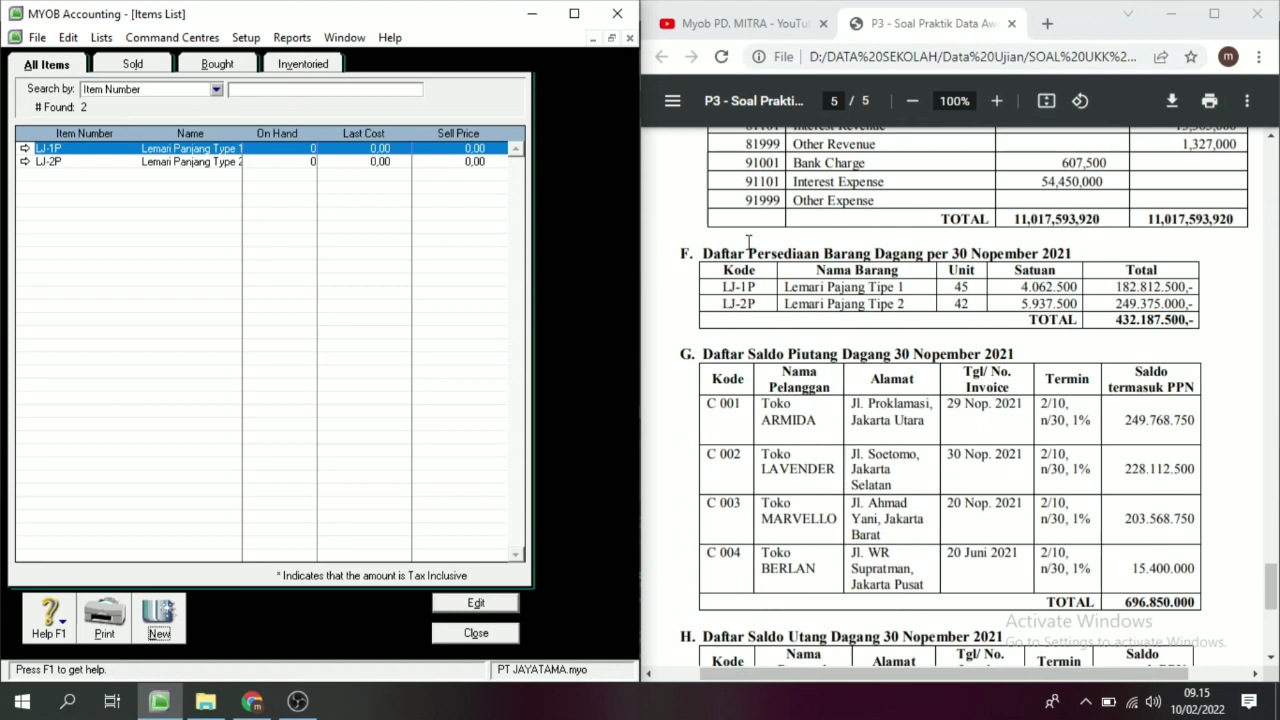 MYOB Accounting - [Items List]
File Edit Lists Command Centres Setup Reports Window Help
All Items Sold Bought Inventoried
Search by: Item Number
# Found: 2
Item Number Name On Hand Last Cost Sell Price
LJ-1P Lemari Panjang Type 1 0 0,00 0,00
LJ-2P Lemari Panjang Type 2 0 0,00 0,00
* Indicates that the amount is Tax Inclusive
Edit
Help F1 Print New Close
Press F1 to get help. PT JAYATAMA.myo
Myob PD. MITRA - YouTu P3 - Soal Praktik Data Aw
File D:/DATA%20SEKOLAH/Data%20Ujian/SOAL%20UKK%2...
P3 - Soal Prakti... 5 / 5 100%
81101 Interest Revenue
81999 Other Revenue 1,327,000
91001 Bank Charge 607,500
91101 Interest Expense 54,450,000
91999 Other Expense
TOTAL 11,017,593,920 11,017,593,920
F. Daftar Persediaan Barang Dagang per 30 Nopember 2021
Kode Nama Barang Unit Satuan Total
LJ-1P Lemari Pajang Tipe 1 45 4.062.500 182.812.500,-
LJ-2P Lemari Pajang Tipe 2 42 5.937.500 249.375.000,-
TOTAL 432.187.500,-
G. Daftar Saldo Piutang Dagang 30 Nopember 2021
Kode Nama Pelanggan Alamat Tgl/ No. Invoice Termin Saldo termasuk PPN
C 001 Toko ARMIDA Jl. Proklamasi, Jakarta Utara 29 Nop. 2021 2/10, n/30, 1% 249.768.750
C 002 Toko LAVENDER Jl. Soetomo, Jakarta Selatan 30 Nop. 2021 2/10, n/30, 1% 228.112.500
C 003 Toko MARVELLO Jl. Ahmad Yani, Jakarta Barat 20 Nop. 2021 2/10, n/30, 1% 203.568.750
C 004 Toko BERLAN Jl. WR Supratman, Jakarta Pusat 20 Juni 2021 2/10, n/30, 1% 15.400.000
TOTAL 696.850.000
H. Daftar Saldo Utang Dagang 30 Nopember 2021
Kode Nama Alamat Tgl/ No. Termin Saldo
Activate Windows
Go to Settings to activate Windows.
09.15
10/02/2022